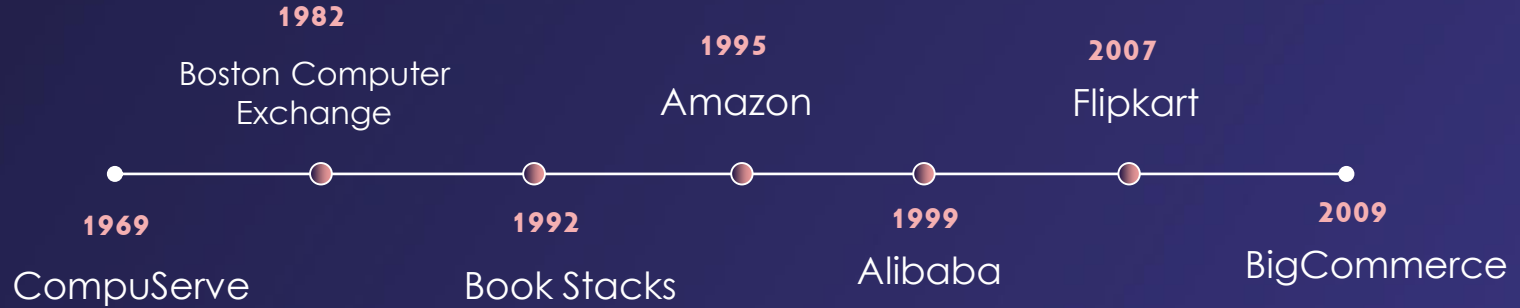 1982
Boston Computer
Exchange
1995
Amazon
2007
Flipkart
1969
CompuServe
1992
Book Stacks
1999
Alibaba
2009
BigCommerce